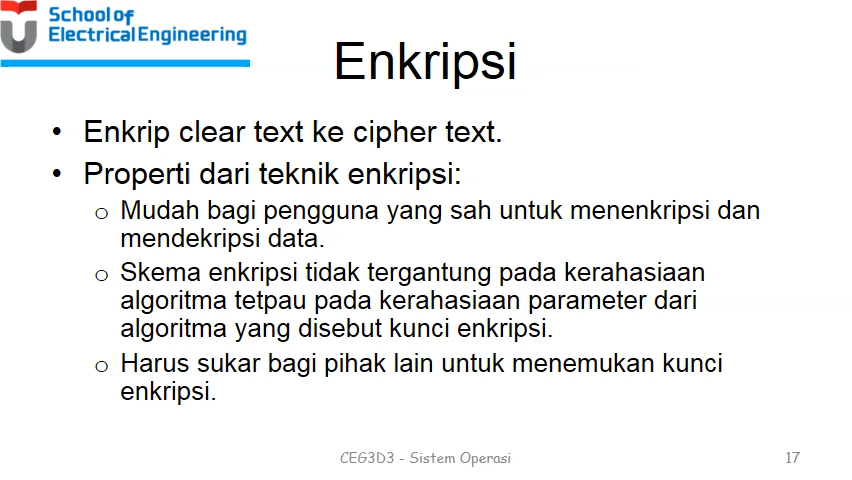 School of
Electrical Engineering
Enkripsi
• Enkrip clear text ke cipher text.
• Properti dari teknik enkripsi:
o Mudah bagi pengguna yang sah untuk menenkripsi dan
mendekripsi data.
o Skema enkripsi tidak tergantung pada kerahasiaan
algoritma tetpau pada kerahasiaan parameter dari
algoritma yang disebut kunci enkripsi.
o Harus sukar bagi pihak lain untuk menemukan kunci
enkripsi.
CEG3D3 - Sistem Operasi
17